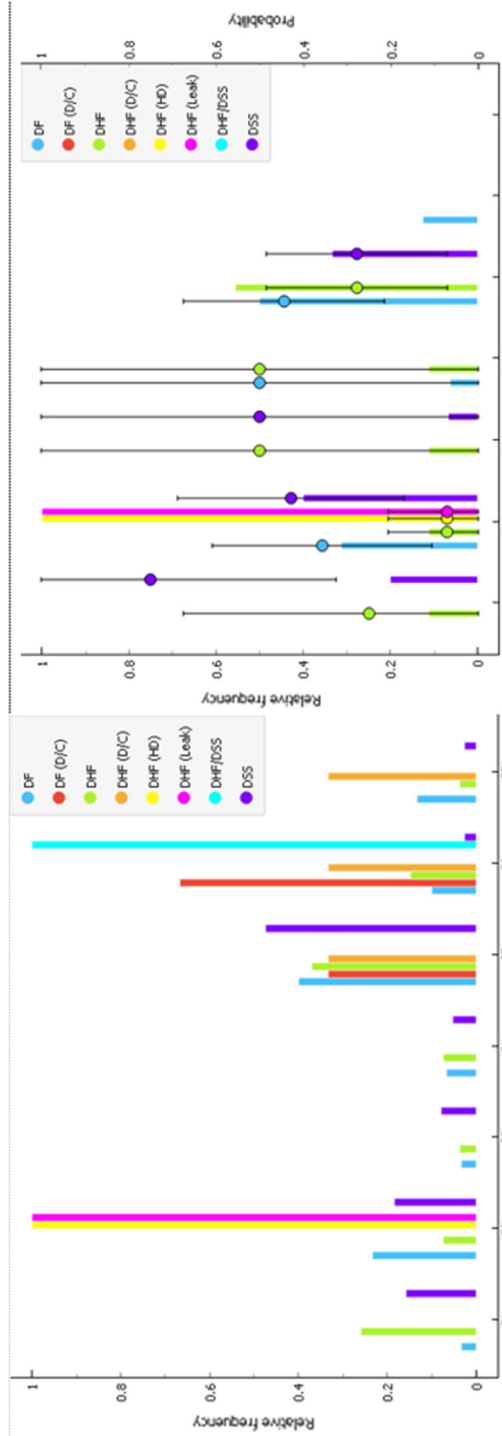 Relative frequency
0
0.2
0.4
0.6
0.8
1
DF
DF (D/C)
DHF
DHF (D/C)
DHF (HD)
DHF (Leak)
DHF/DSS
DSS
Relative frequency
0
0.2
0.4
0.6
0.8
1
DF
DF (D/C)
DHF
DHF (D/C)
DHF (HD)
DHF (Leak)
DHF/DSS
DSS
0
0.2
0.4
0.6
0.8
1
Probability